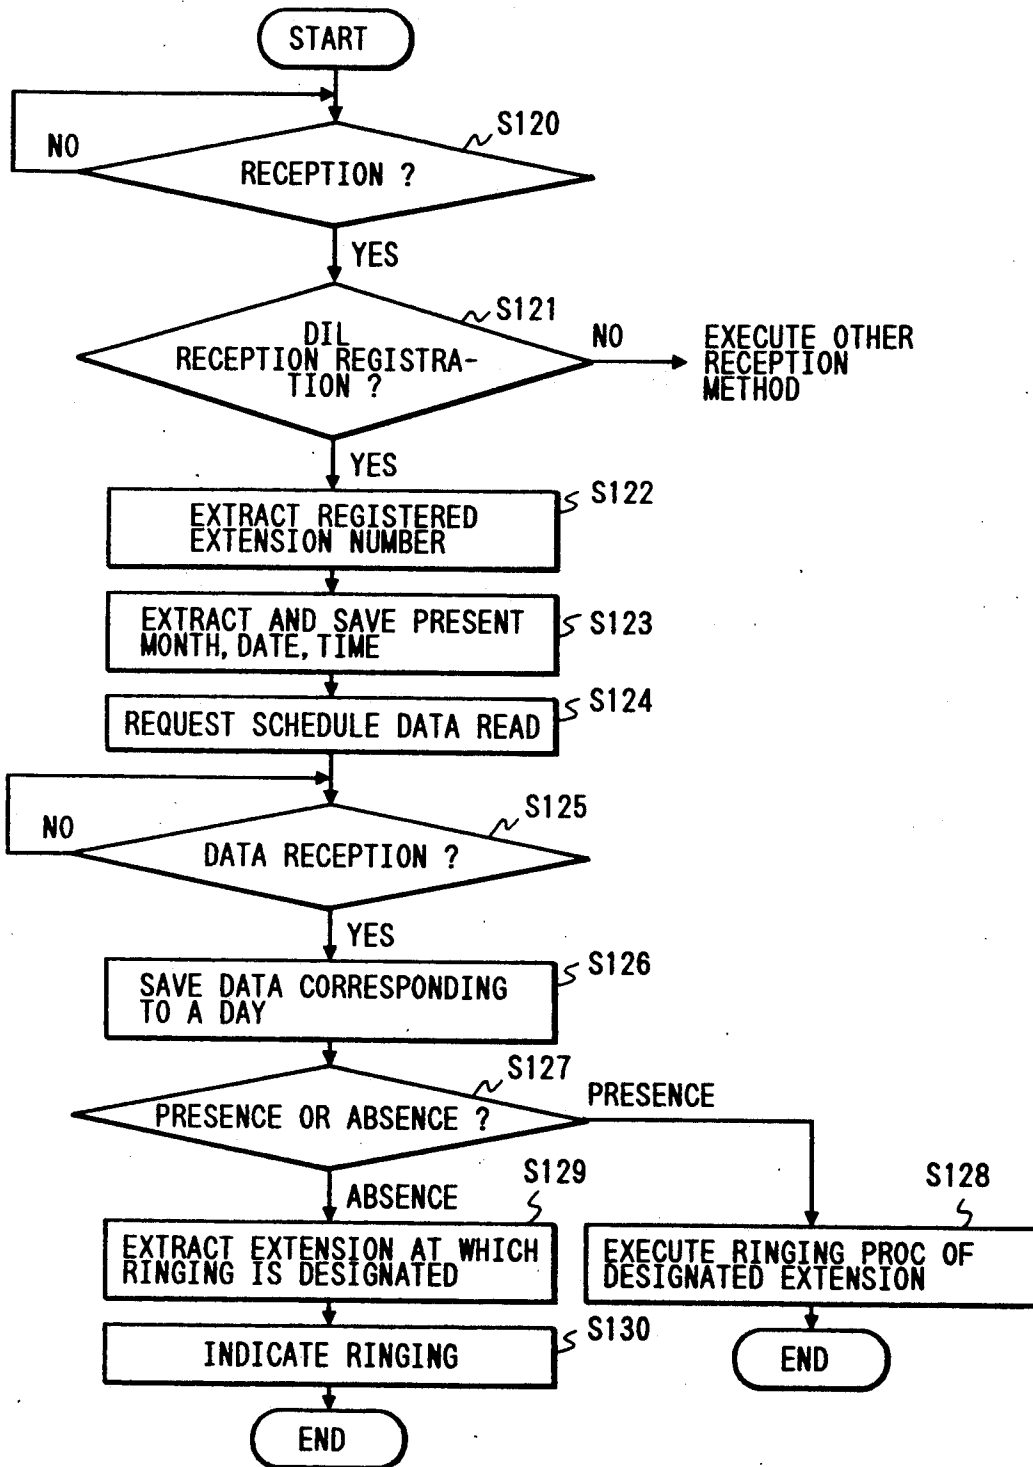 START
NO
S120
RECEPTION ?
YES
S121
DIL
RECEPTION REGISTRA-
TION ?
NO
EXECUTE OTHER
RECEPTION
METHOD
YES
S122
EXTRACT REGISTERED
EXTENSION NUMBER
EXTRACT AND SAVE PRESENT
MONTH, DATE, TIME
S123
S124
REQUEST SCHEDULE DATA READ
S125
NO
DATA RECEPTION ?
YES
S126
SAVE DATA CORRESPONDING
TO A DAY
S127
PRESENCE
PRESENCE OR ABSENCE ?
ABSENCE
S129
S128
EXTRACT EXTENSION AT WHICH
RINGING IS DESIGNATED
EXECUTE RINGING PROC OF
DESIGNATED EXTENSION
S130
INDICATE RINGING
END
END